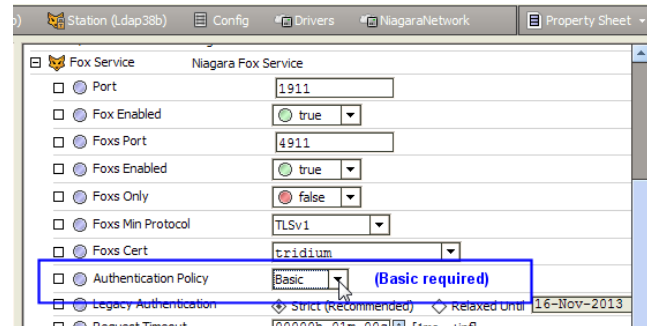 Station (Ldap38b) Config Drivers NiagaraNetwork Property Sheet
Fox Service Niagara Fox Service
Port 1911
Fox Enabled true
Foxs Port 4911
Foxs Enabled true
Foxs Only false
Foxs Min Protocol TLSv1
Foxs Cert tridium
Authentication Policy Basic (Basic required)
Legacy Authentication Strict (Recommended) Relaxed Until 16-Nov-2013
Request Timeout